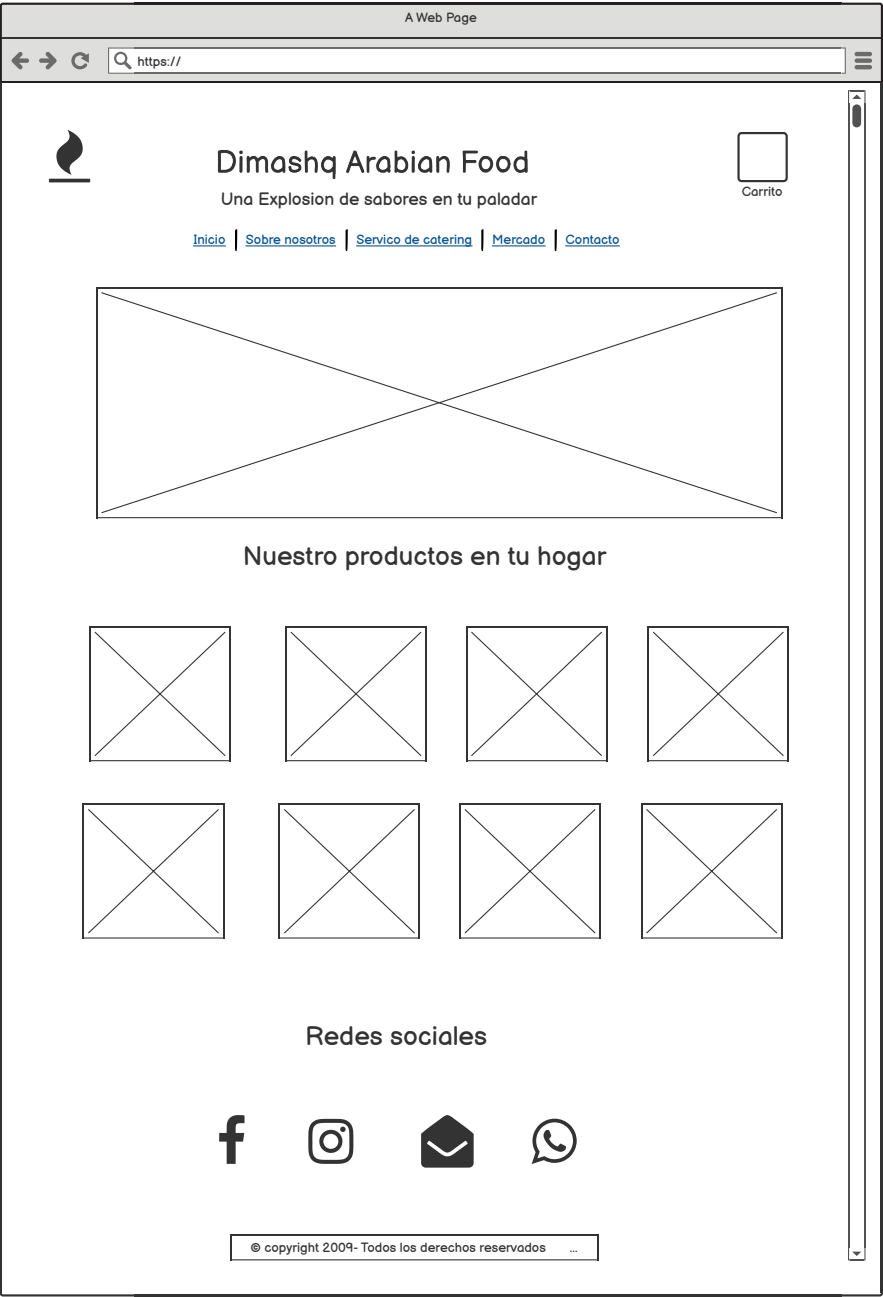 A Web Page
https://
Dimashq Arabian Food
Una Explosion de sabores en tu paladar
Carrito
Inicio | Sobre nosotros | Servico de catering | Mercado | Contacto
Nuestro productos en tu hogar
Redes sociales
© copyright 2009- Todos los derechos reservados ...